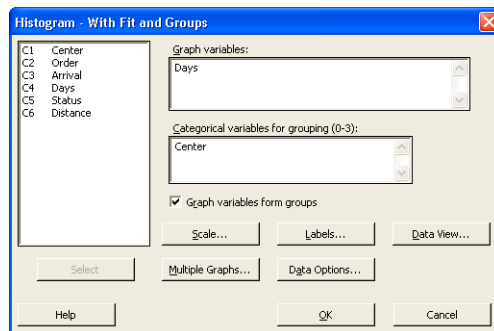 Histogram - With Fit and Groups
C1 Center
C2 Order
C3 Arrival
C4 Days
C5 Status
C6 Distance
Graph variables:
Days
Categorical variables for grouping (0-3):
Center
Graph variables form groups
Scale...
Labels...
Data View...
Select
Multiple Graphs...
Data Options...
Help
OK
Cancel